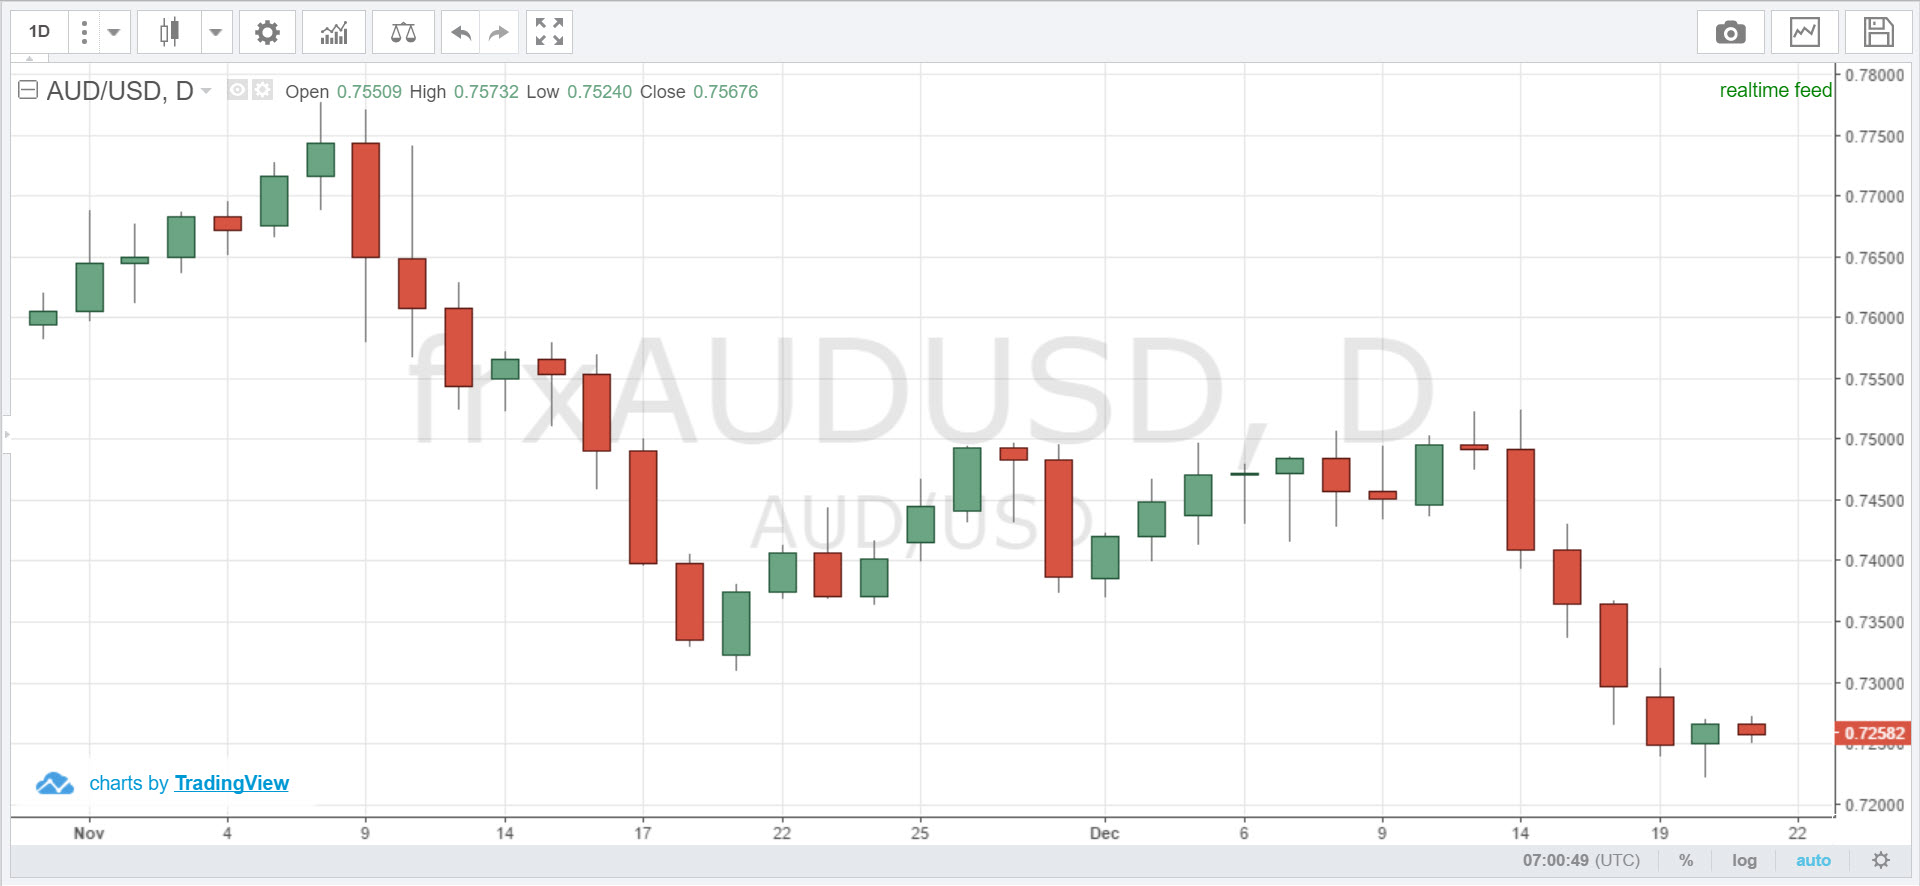 1D
AUD/USD, D Open 0.75509 High 0.75732 Low 0.75240 Close 0.75676
realtime feed
0.78000
0.77500
0.77000
0.76500
0.76000
0.75500
0.75000
0.74500
0.74000
0.73500
0.73000
0.72582
0.72500
0.72000
frxAUDUSD, D
AUD/USD
charts by TradingView
Nov 4 9 14 17 22 25 Dec 6 9 14 19 22
07:00:49 (UTC) % log auto